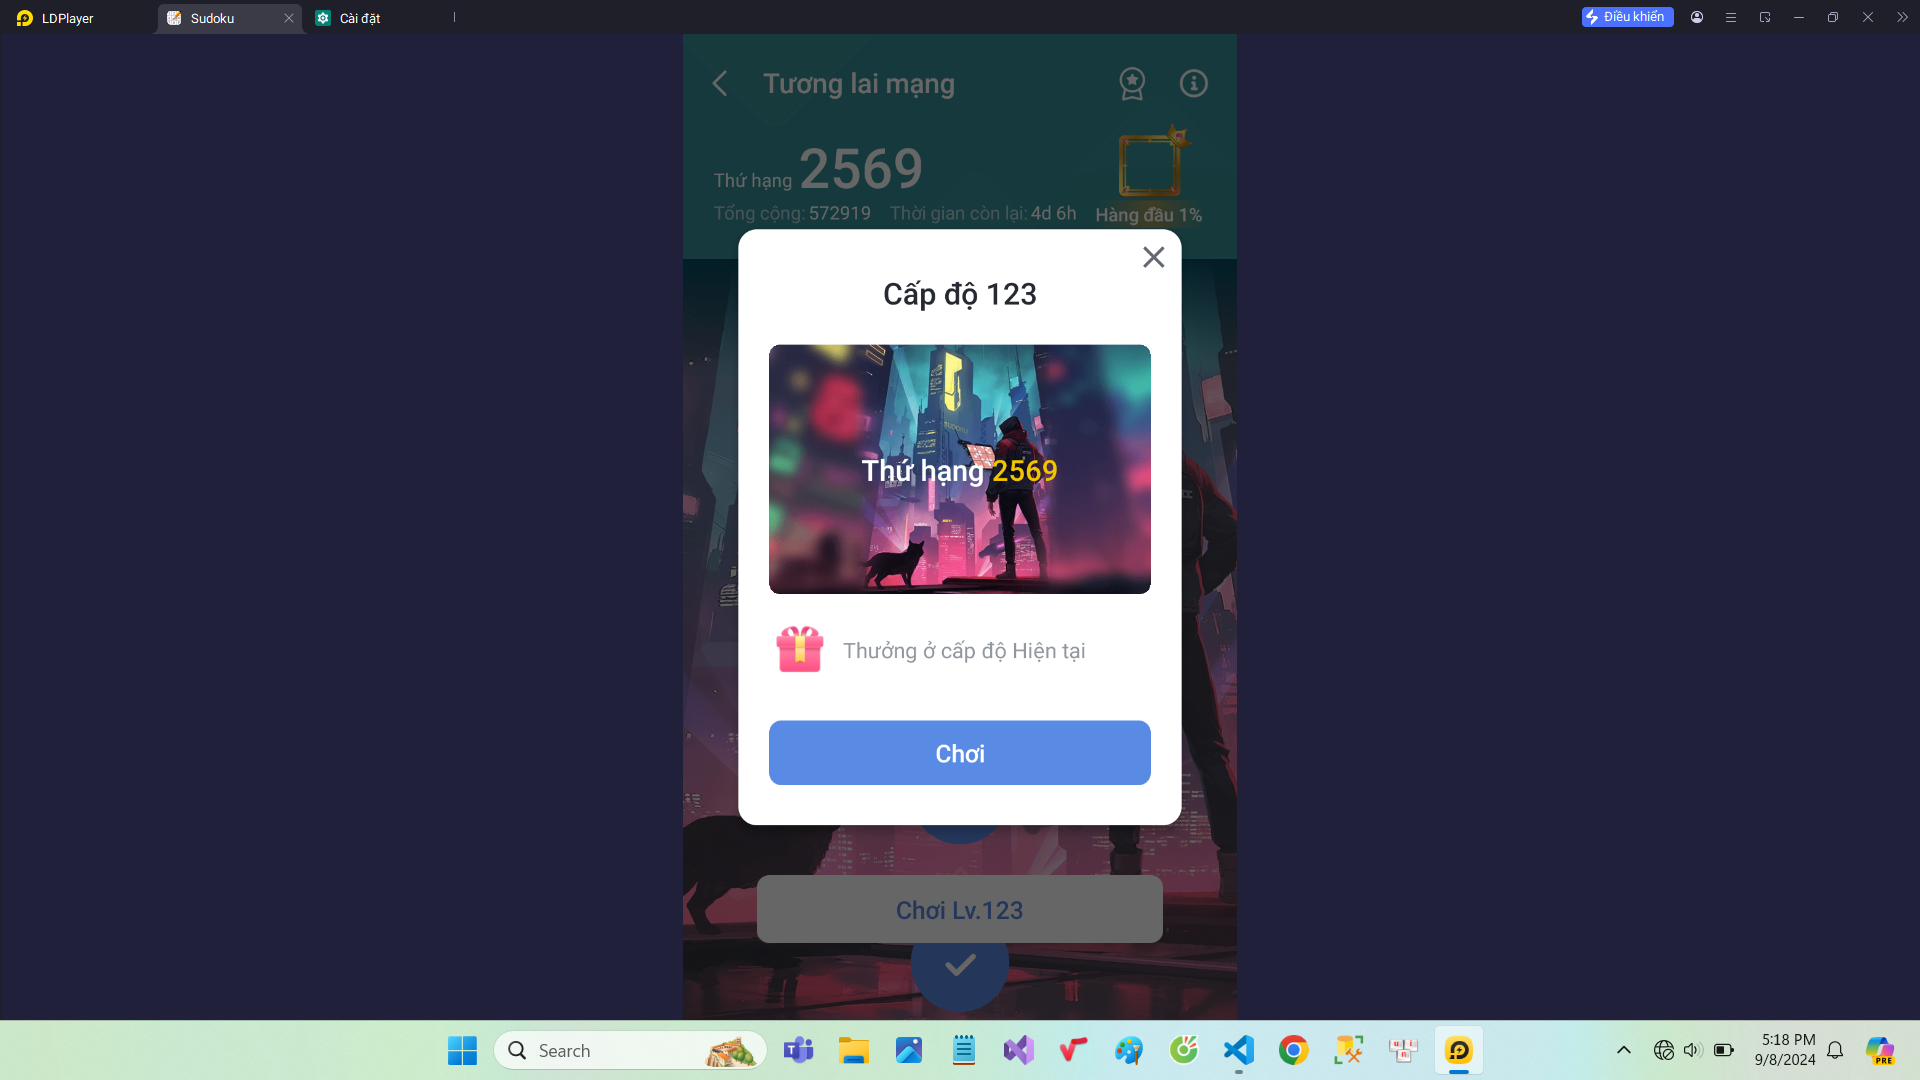 LDPlayer
Sudoku
Cài đặt
Điều khiển
Tương lai mạng
Thứ hạng 2569
Tổng cộng: 572919 Thời gian còn lại: 4d 6h
Hàng đầu 1%
Cấp độ 123
SUDOKU
Thứ hạng 2569
Thưởng ở cấp độ Hiện tại
Chơi
Chơi Lv.123
Search
5:18 PM
9/8/2024
PRE